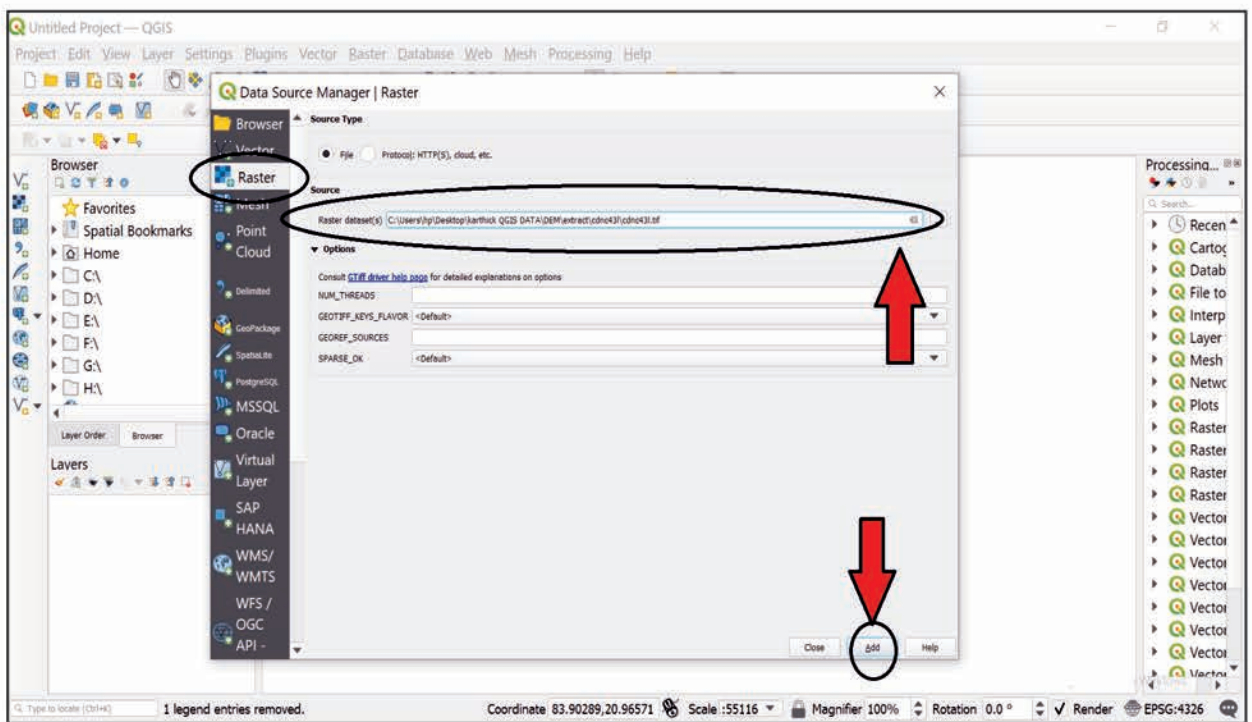 Untitled Project — QGIS
Project Edit View Layer Settings Plugins Vector Raster Database Web Mesh Processing Help
Data Source Manager | Raster
Browser
Vector
Raster
Mesh
Point
Cloud
Delimited
GeoPackage
SpatiaLite
PostgreSQL
MSSQL
Oracle
Virtual
Layer
SAP
HANA
WMS/
WMTS
WFS /
OGC
API -
Source Type
File Protocol: HTTP(S), cloud, etc.
Source
Raster dataset(s) C:\Users\hp\Desktop\karthick QGIS DATA\DEM\extract\cdnc43l\cdnc43l.tif
Options
Consult GTiff driver help page for detailed explanations on options
NUM_THREADS
GEOTIFF_KEYS_FLAVOR <Default>
GEOREF_SOURCES
SPARSE_OK <Default>
Close Add Help
Browser
Favorites
Spatial Bookmarks
Home
C:\
D:\
E:\
F:\
G:\
H:\
Layer Order Browser
Layers
Processing...
Search...
Recen
Cartog
Datab
File to
Interp
Layer
Mesh
Netwo
Plots
Raster
Raster
Raster
Raster
Vector
Vector
Vector
Vector
Vector
Vector
Vector
Vector
Type to locate (Ctrl+K) 1 legend entries removed. Coordinate 83.90289,20.96571 Scale :55116 Magnifier 100% Rotation 0.0 ° Render EPSG:4326